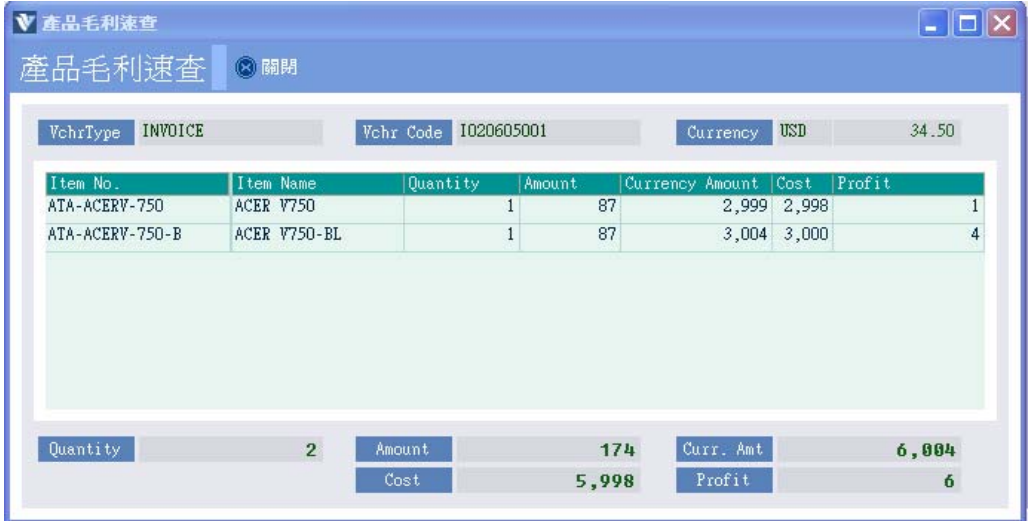 產品毛利速查
產品毛利速查 關閉
VchrType INVOICE Vchr Code I020605001 Currency USD 34.50
Item No. Item Name Quantity Amount Currency Amount Cost Profit
ATA-ACERV-750 ACER V750 1 87 2,999 2,998 1
ATA-ACERV-750-B ACER V750-BL 1 87 3,004 3,000 4
Quantity 2 Amount 174 Curr. Amt 6,004
Cost 5,998 Profit 6